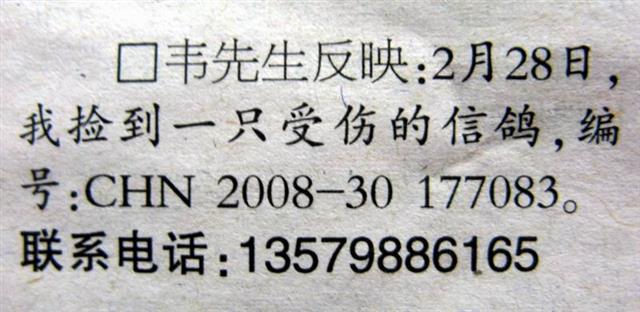 □韦先生反映:2月28日,
我捡到一只受伤的信鸽,编
号:CHN 2008-30 177083。
联系电话:13579886165